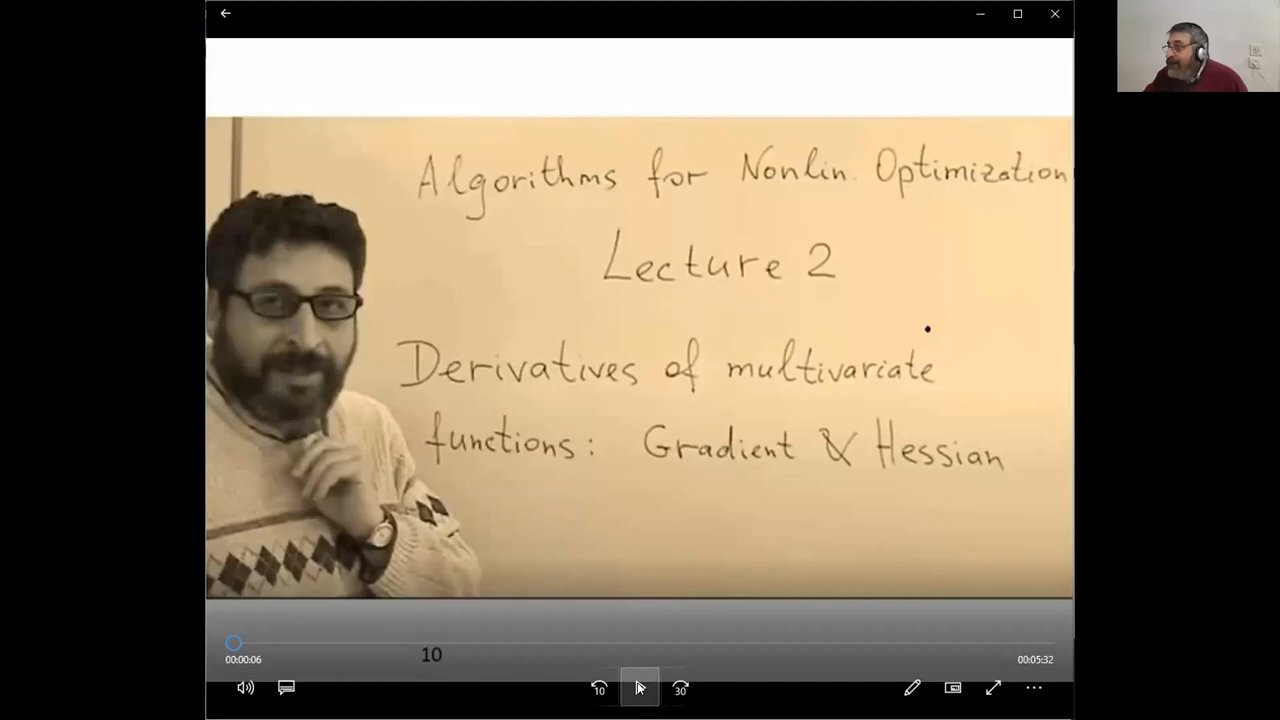 Algorithms for Nonlin. Optimization
Lecture 2
Derivatives of multivariate
functions: Gradient & Hessian
00:00:06
10
00:05:32
10
30